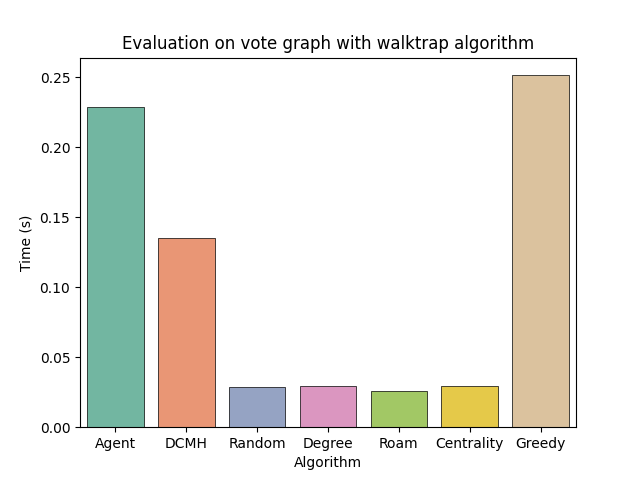 Evaluation on vote graph with walktrap algorithm
Time (s)
0.25
0.20
0.15
0.10
0.05
0.00
Agent DCMH Random Degree Roam Centrality Greedy
Algorithm